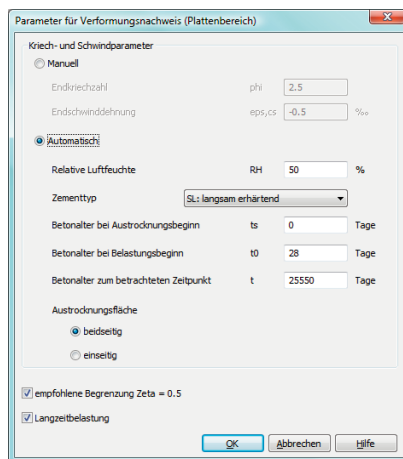 Parameter für Verformungsnachweis (Plattenbereich)
Kriech- und Schwindparameter
Manuell
Endkriechzahl phi 2.5
Endschwinddehnung eps,cs -0.5 ‰
Automatisch
Relative Luftfeuchte RH 50 %
Zementtyp SL: langsam erhärtend
Betonalter bei Austrocknungsbeginn ts 0 Tage
Betonalter bei Belastungsbeginn t0 28 Tage
Betonalter zum betrachteten Zeitpunkt t 25550 Tage
Austrocknungsfläche
beidseitig
einseitig
empfohlene Begrenzung Zeta = 0.5
Langzeitbelastung
OK Abbrechen Hilfe